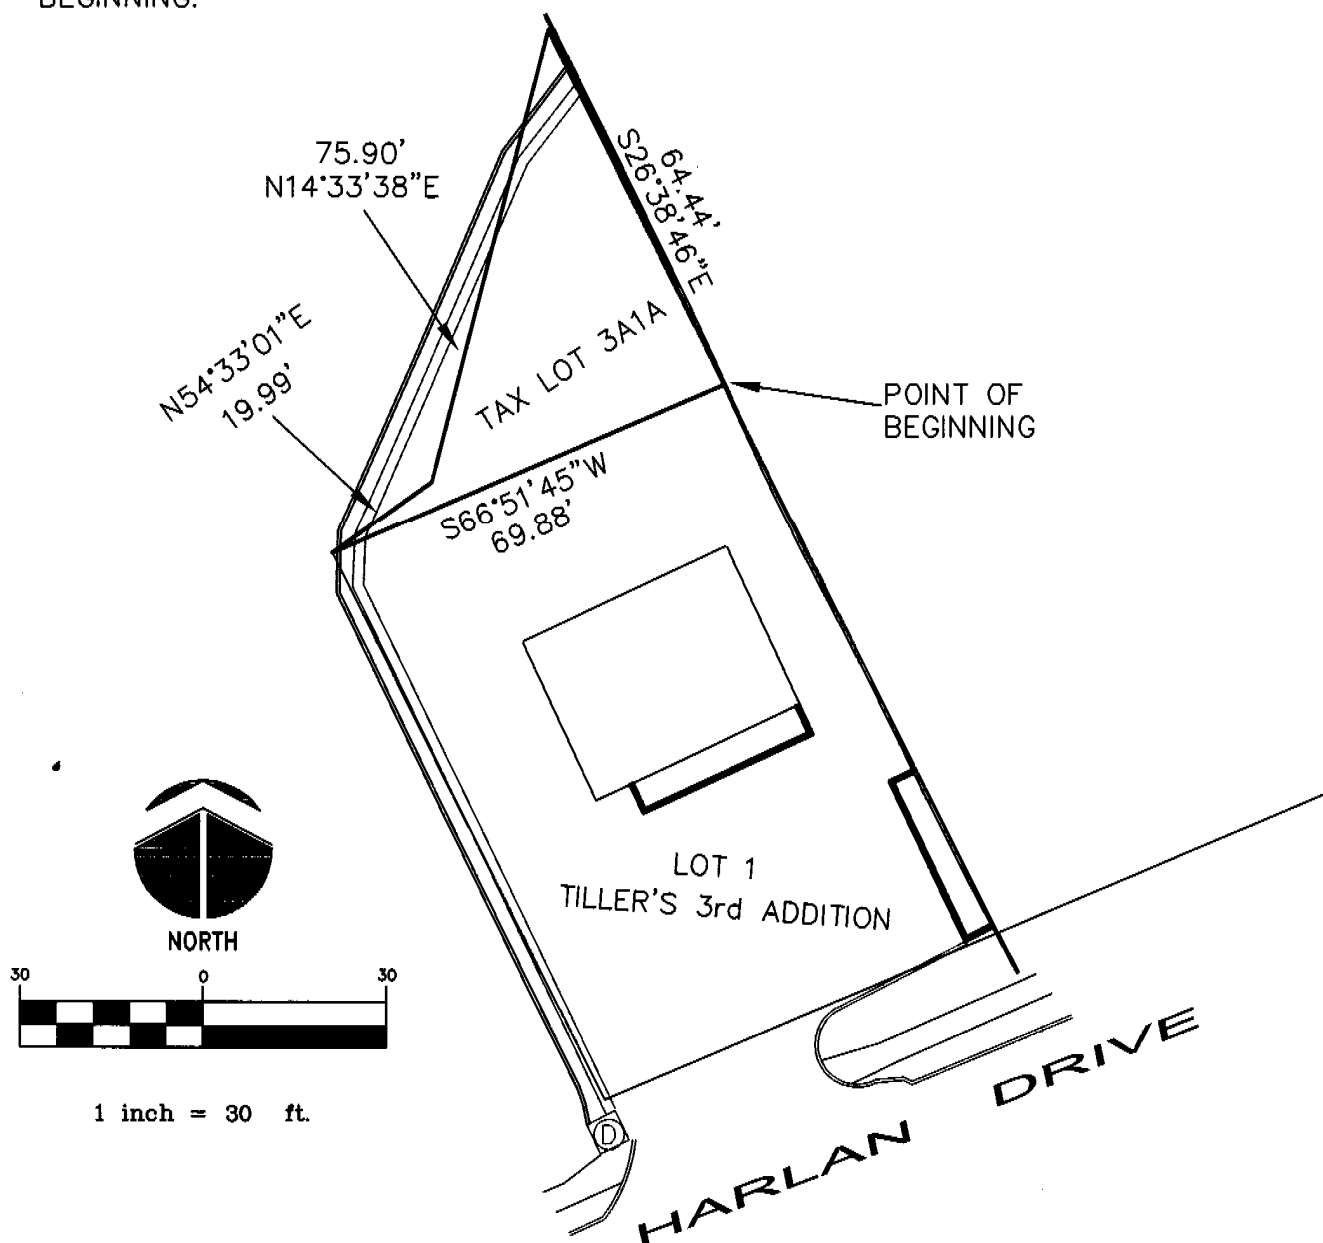 BEGINNING.
75.90'
N14°33'38"E
64.44'
S26°38'46"E
N54°33'01"E
19.99'
TAX LOT 3A1A
POINT OF
BEGINNING
S66°51'45"W
69.88'
LOT 1
TILLER'S 3rd ADDITION
NORTH
30 0 30
1 inch = 30 ft.
D
HARLAN DRIVE